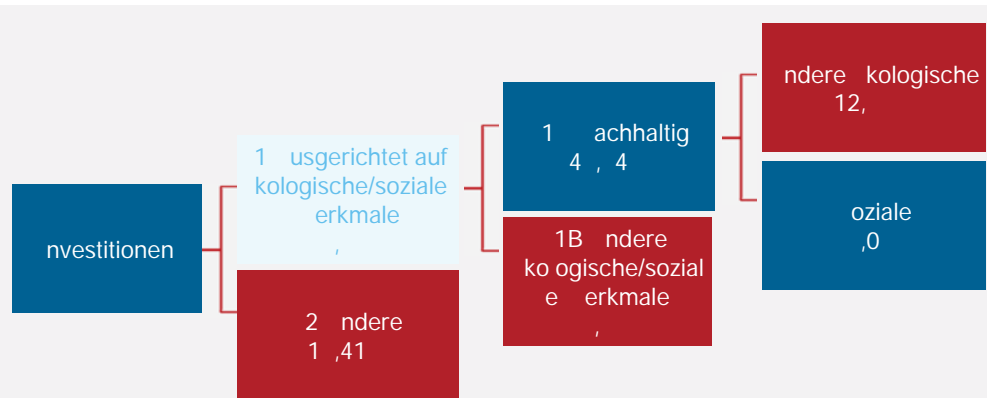 nvestitionen
1 usgerichtet auf
kologische/soziale
erkmale
,
2 ndere
1 ,41
1 achhaltig
4 , 4
1B ndere
ko ogische/sozial
e erkmale
,
ndere kologische
12,
oziale
,0